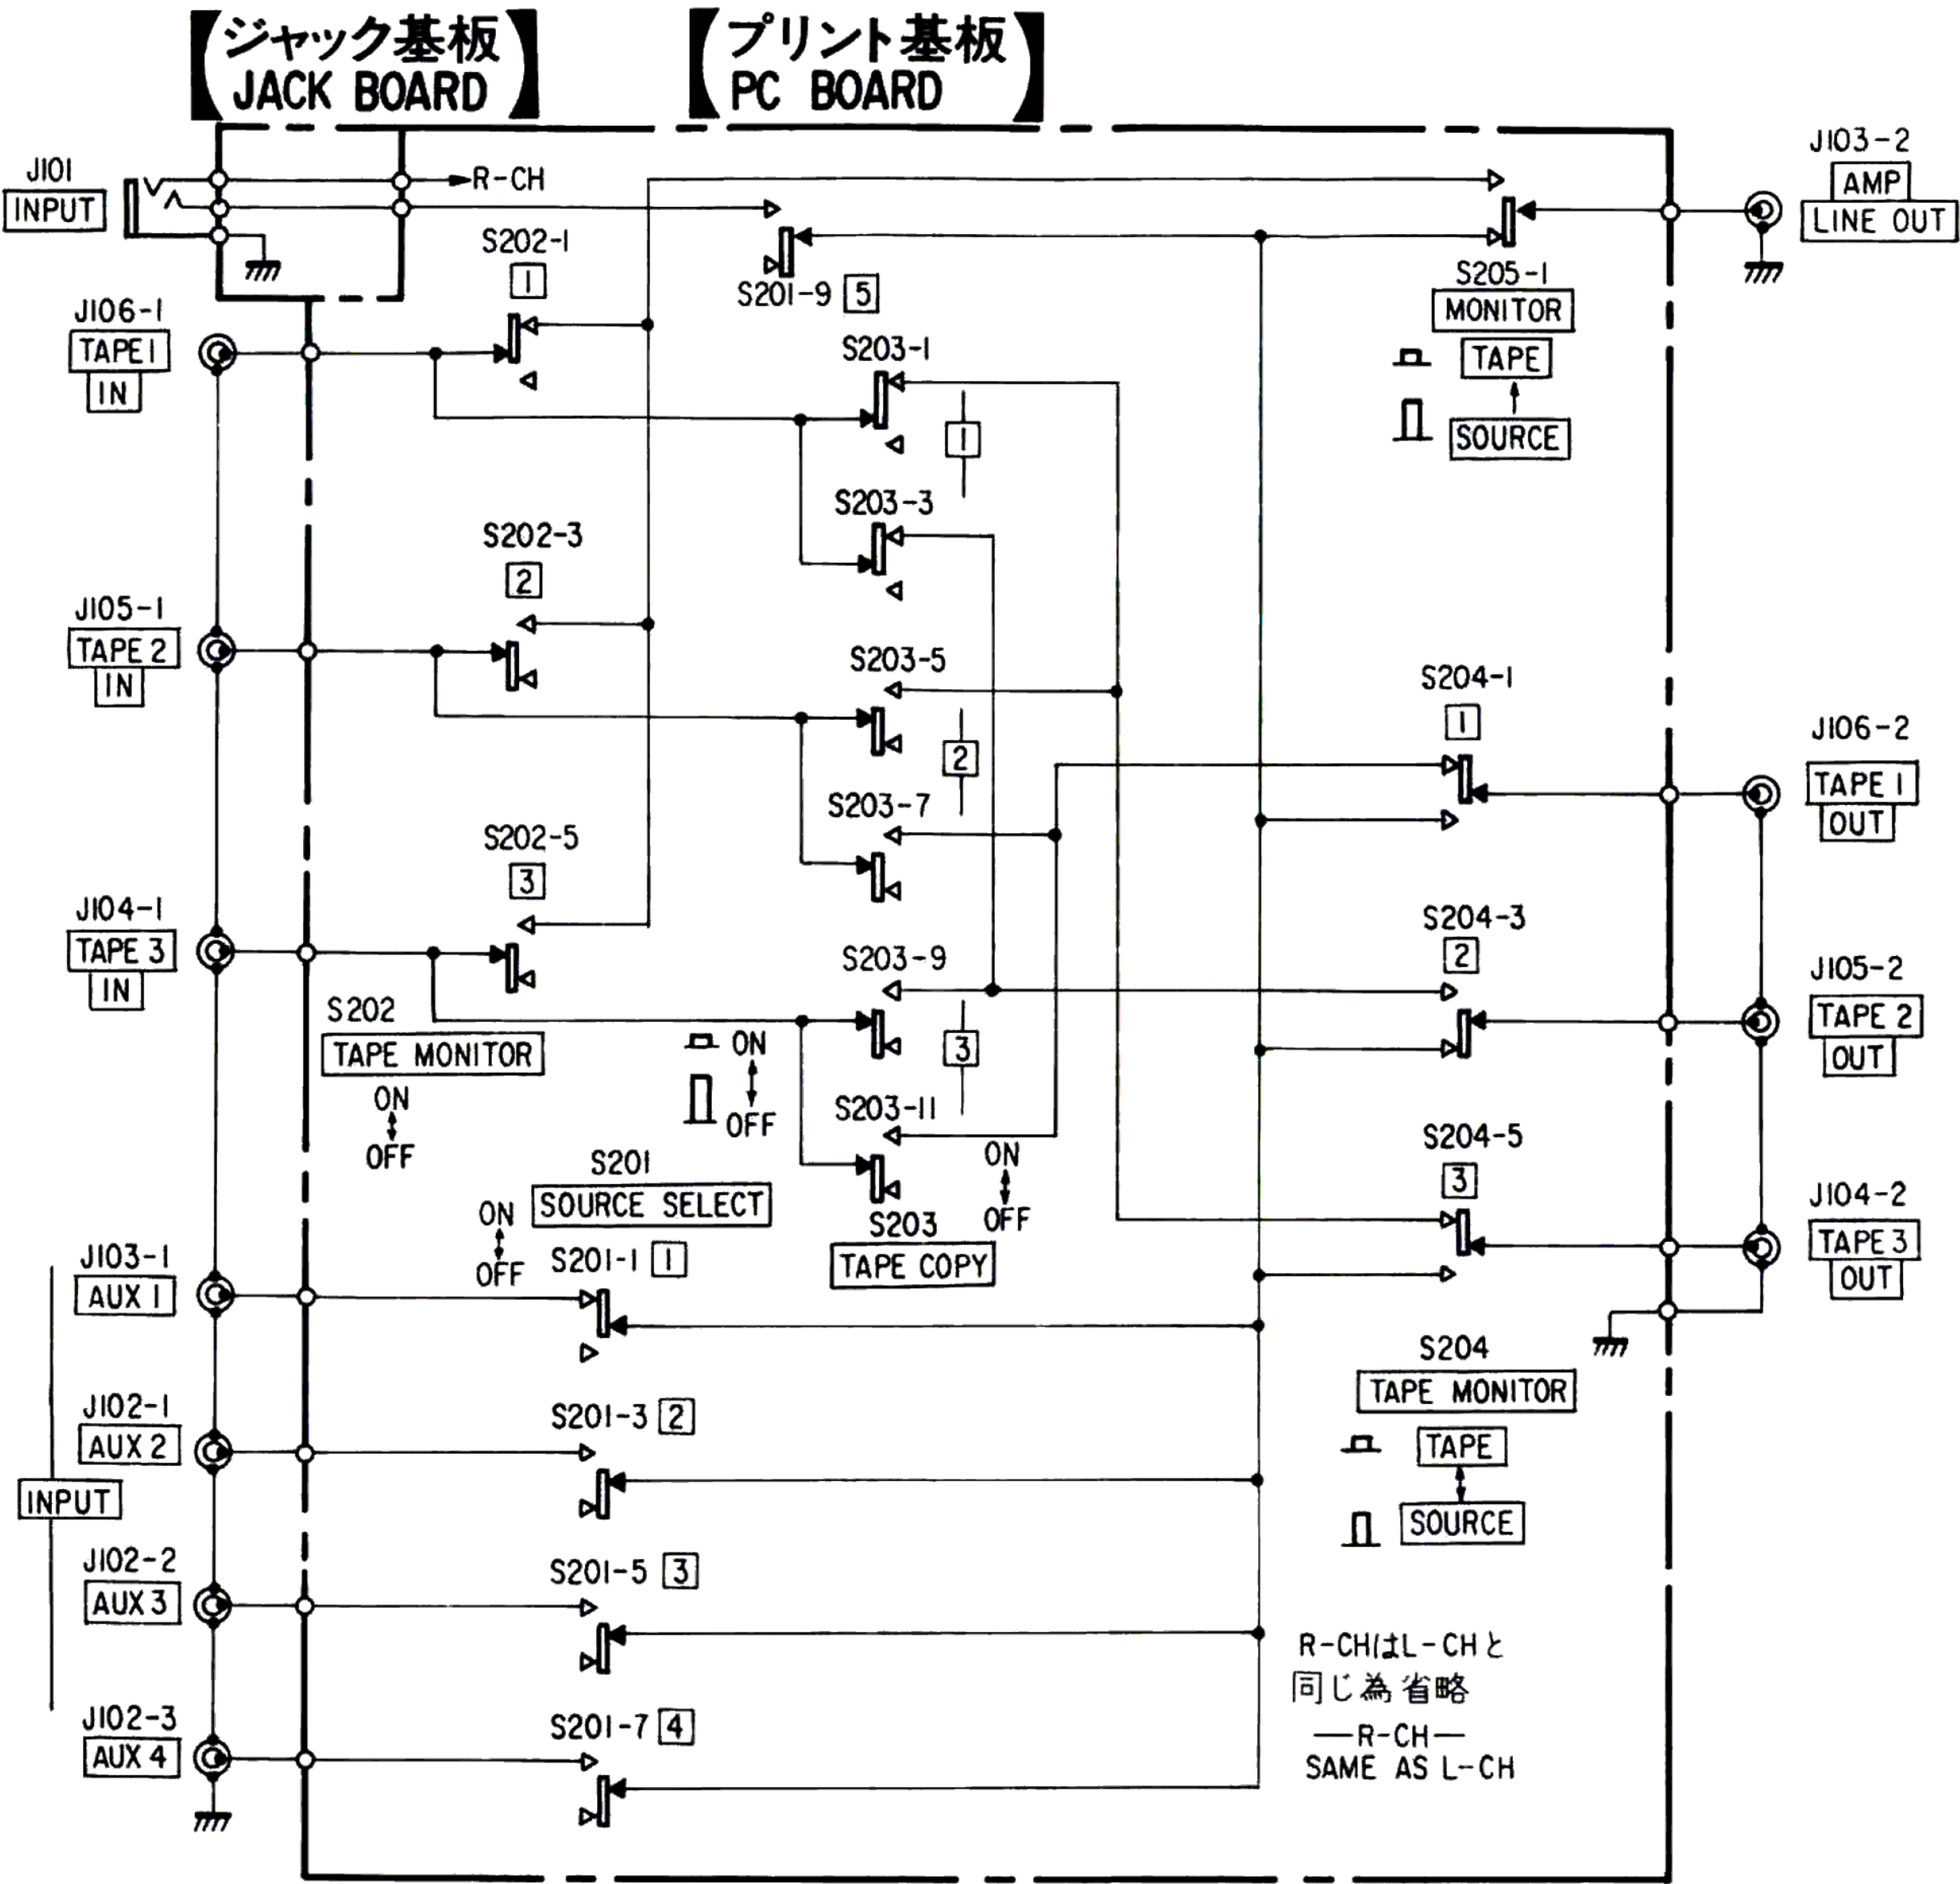 ジャック基板
JACK BOARD
プリント基板
PC BOARD
J101
INPUT
R-CH
J103-2
AMP
LINE OUT
S202-1
1
S201-9 5
S205-1
MONITOR
TAPE
SOURCE
J106-1
TAPE 1
IN
S203-1
1
S203-3
S202-3
2
J105-1
TAPE 2
IN
S203-5
2
S203-7
S204-1
1
J106-2
TAPE 1
OUT
S202-5
3
J104-1
TAPE 3
IN
S203-9
3
S203-11
S204-3
2
J105-2
TAPE 2
OUT
S202
TAPE MONITOR
ON
OFF
ON
OFF
S204-5
3
J104-2
TAPE 3
OUT
S201
SOURCE SELECT
ON
OFF
S203
TAPE COPY
ON
OFF
J103-1
AUX 1
S201-1 1
J102-1
AUX 2
S201-3 2
INPUT
J102-2
AUX 3
S201-5 3
J102-3
AUX 4
S201-7 4
S204
TAPE MONITOR
TAPE
SOURCE
R-CHはL-CHと
同じ為省略
—R-CH—
SAME AS L-CH